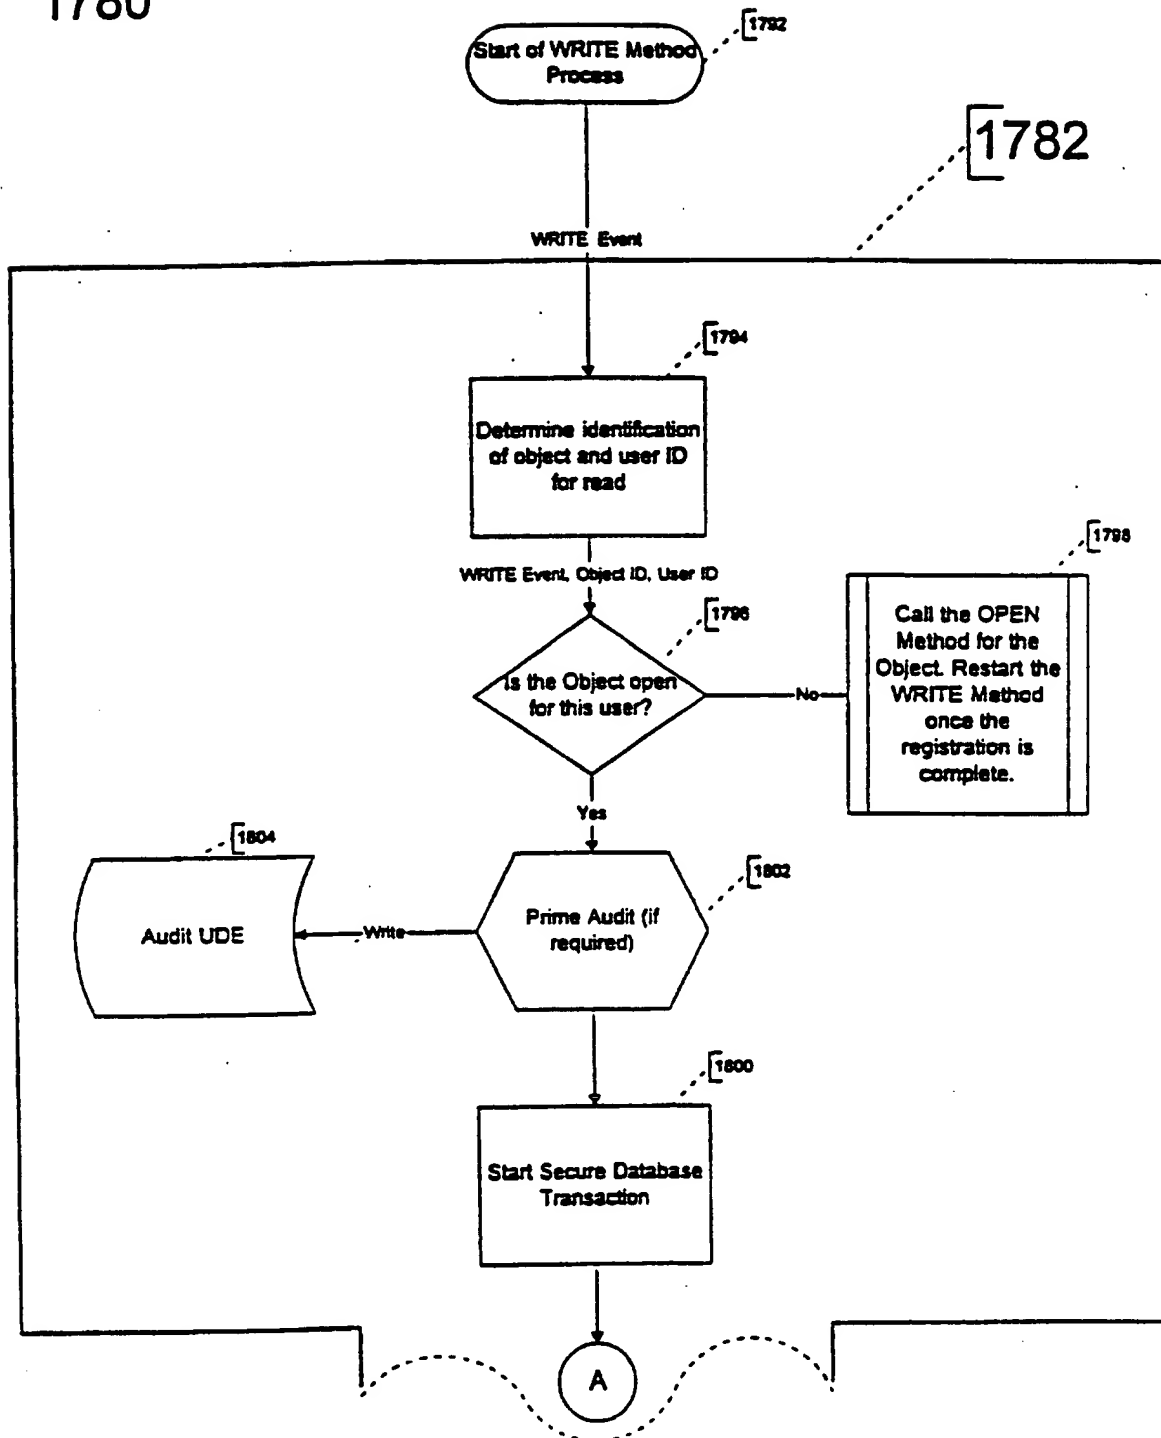 1780
Start of WRITE Method
Process
1792
1782
WRITE Event
1794
Determine identification
of object and user ID
for read
WRITE Event, Object ID, User ID
1796
Is the Object open
for this user?
No
1798
Call the OPEN
Method for the
Object. Restart the
WRITE Method
once the
registration is
complete.
Yes
1804
Audit UDE
Write
1802
Prime Audit (if
required)
1800
Start Secure Database
Transaction
A